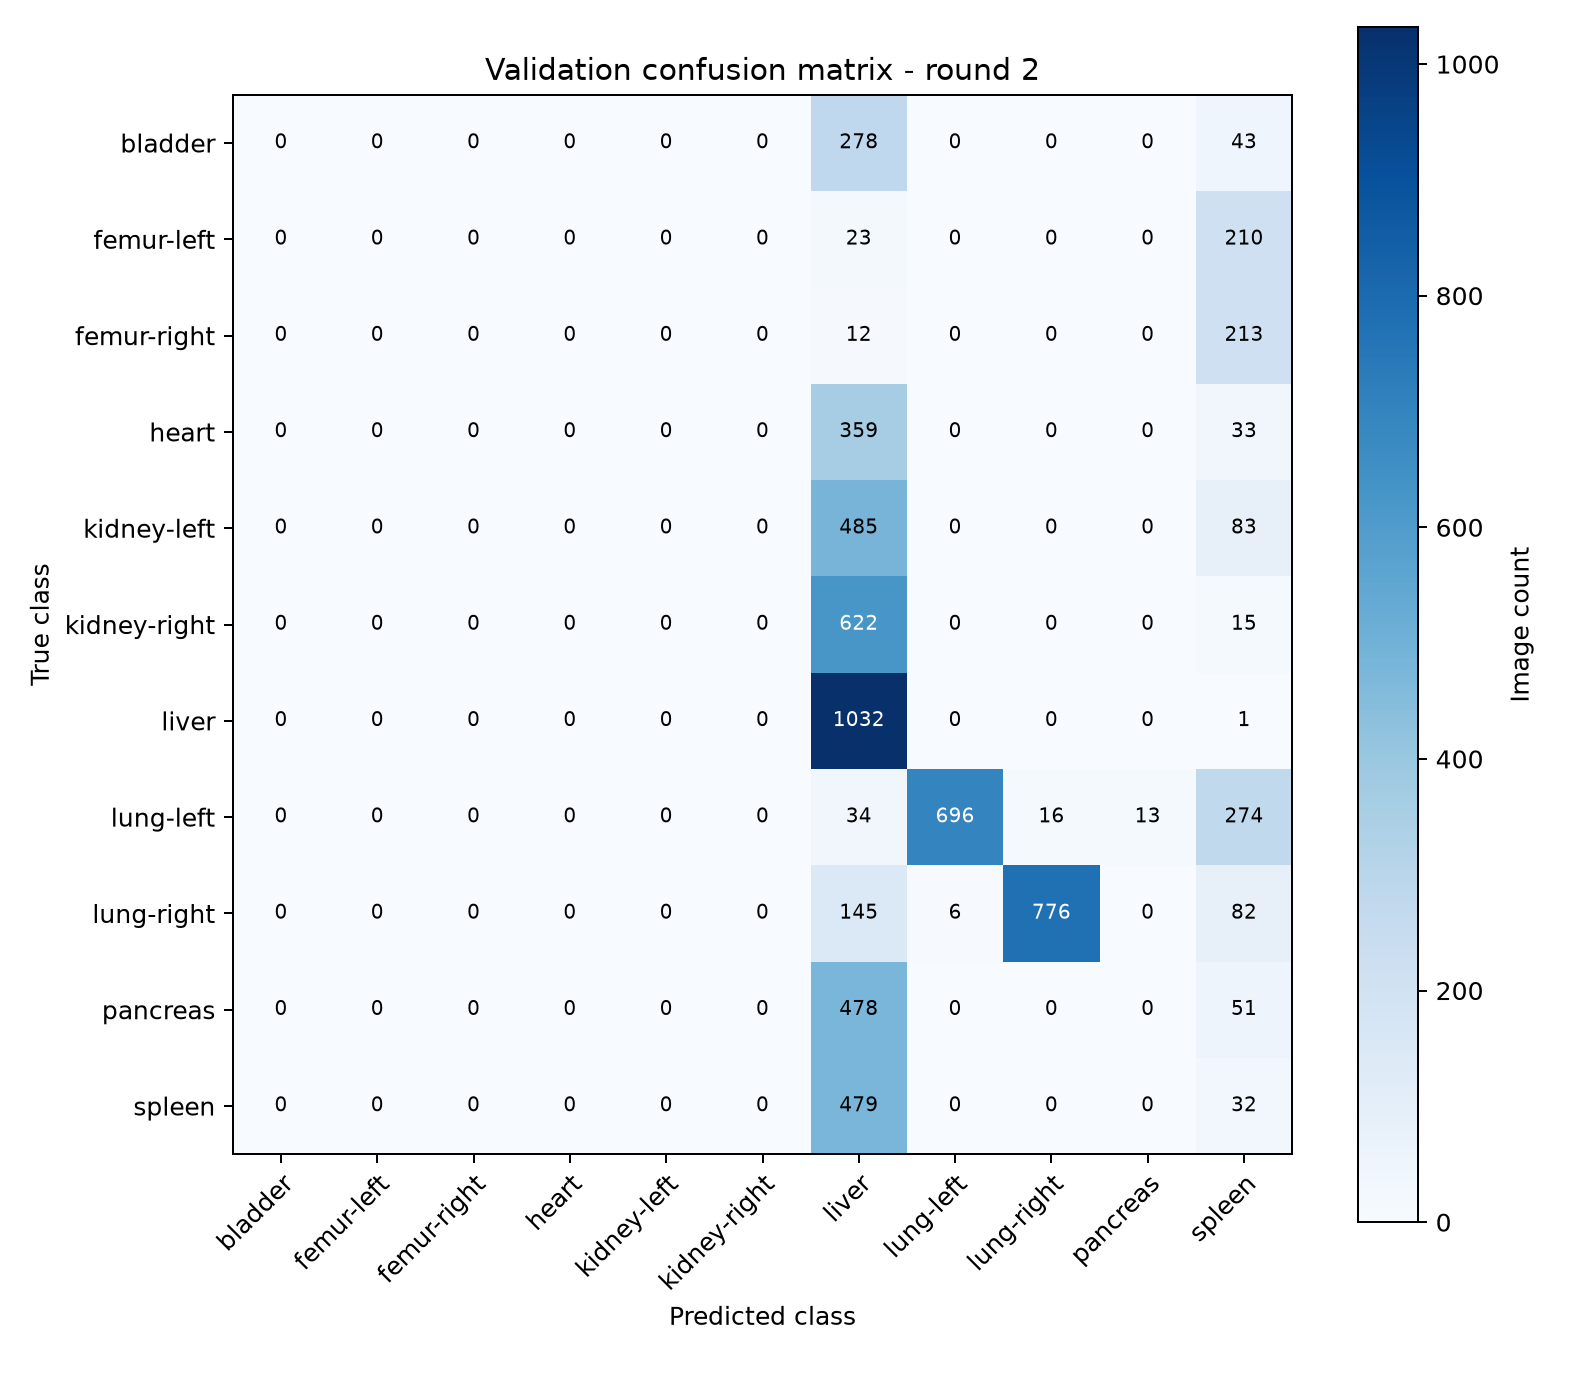 Validation confusion matrix - round 2
bladder 0 0 0 0 0 0 278 0 0 0 43
femur-left 0 0 0 0 0 0 23 0 0 0 210
femur-right 0 0 0 0 0 0 12 0 0 0 213
heart 0 0 0 0 0 0 359 0 0 0 33
kidney-left 0 0 0 0 0 0 485 0 0 0 83
kidney-right 0 0 0 0 0 0 622 0 0 0 15
liver 0 0 0 0 0 0 1032 0 0 0 1
lung-left 0 0 0 0 0 0 34 696 16 13 274
lung-right 0 0 0 0 0 0 145 6 776 0 82
pancreas 0 0 0 0 0 0 478 0 0 0 51
spleen 0 0 0 0 0 0 479 0 0 0 32
True class
bladder femur-left femur-right heart kidney-left kidney-right liver lung-left lung-right pancreas spleen
Predicted class
1000
800
600
400
200
0
Image count